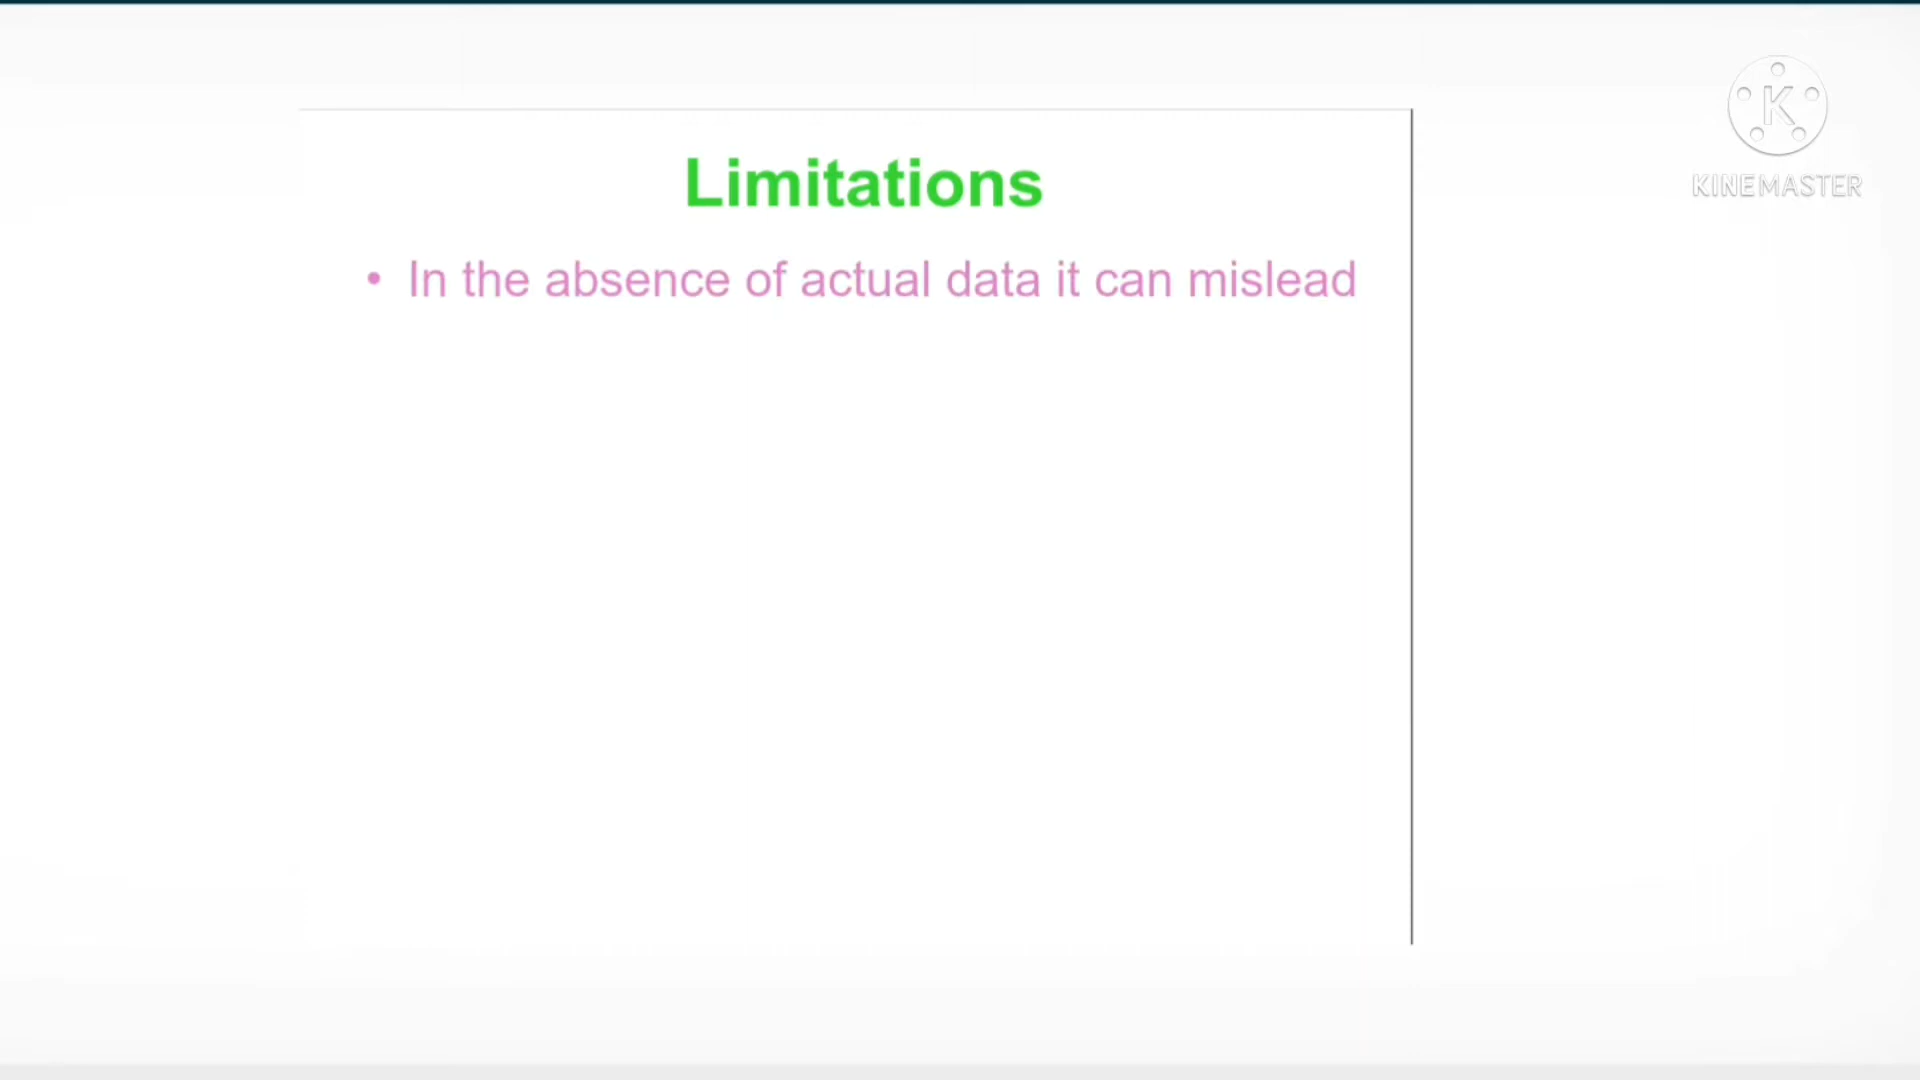 Limitations
• In the absence of actual data it can mislead
K
KINEMASTER